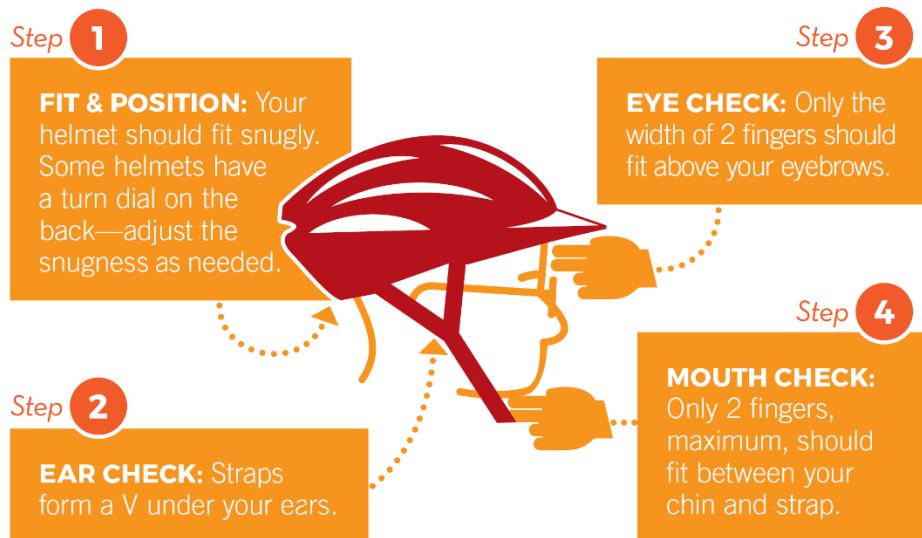 Step 1
FIT & POSITION: Your
helmet should fit snugly.
Some helmets have
a turn dial on the
back—adjust the
snugness as needed.
Step 2
EAR CHECK: Straps
form a V under your ears.
Step 3
EYE CHECK: Only the
width of 2 fingers should
fit above your eyebrows.
Step 4
MOUTH CHECK:
Only 2 fingers,
maximum, should
fit between your
chin and strap.